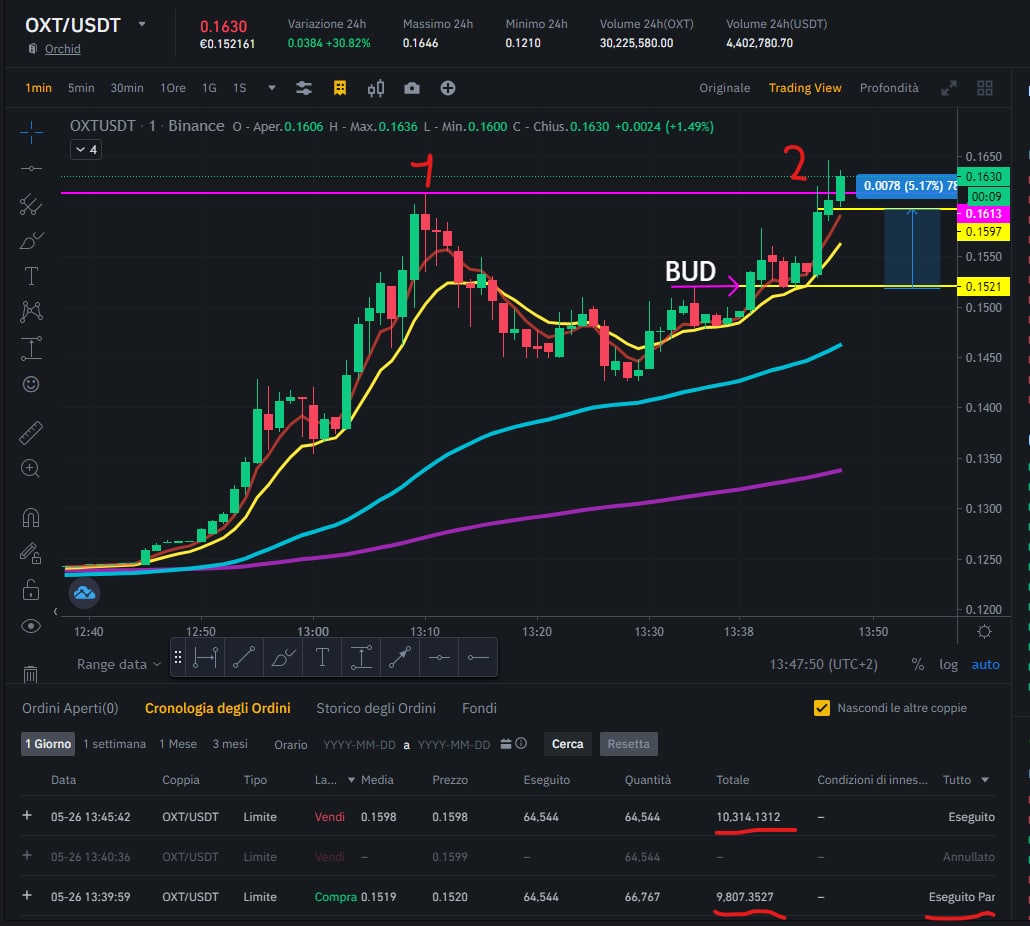 OXT/USDT
Orchid
0.1630
€0.152161
Variazione 24h
0.0384 +30.82%
Massimo 24h
0.1646
Minimo 24h
0.1210
Volume 24h(OXT)
30,225,580.00
Volume 24h(USDT)
4,402,780.70
1min 5min 30min 1Ore 1G 1S
Originale Trading View Profondità
OXTUSDT · 1 · Binance O - Aper.0.1606 H - Max.0.1636 L - Min.0.1600 C - Chius.0.1630 +0.0024 (+1.49%)
4
1
2
0.1650
0.1630
0.0078 (5.17%) 78
00:09
0.1613
0.1597
0.1550
BUD
0.1521
0.1500
0.1450
0.1400
0.1350
0.1300
0.1250
0.1200
12:40 12:50 13:00 13:10 13:20 13:30 13:38 13:50
Range data
T
13:47:50 (UTC+2) % log auto
Ordini Aperti(0) Cronologia degli Ordini Storico degli Ordini Fondi
Nascondi le altre coppie
1 Giorno 1 settimana 1 Mese 3 mesi Orario YYYY-MM-DD a YYYY-MM-DD Cerca Resetta
Data Coppia Tipo La... Media Prezzo Eseguito Quantità Totale Condizioni di innes... Tutto
+ 05-26 13:45:42 OXT/USDT Limite Vendi 0.1598 0.1598 64,544 64,544 10,314.1312 – Eseguito
+ 05-26 13:40:36 OXT/USDT Limite Vendi – 0.1599 – 64,544 – – Annullato
+ 05-26 13:39:59 OXT/USDT Limite Compra 0.1519 0.1520 64,544 66,767 9,807.3527 – Eseguito Par